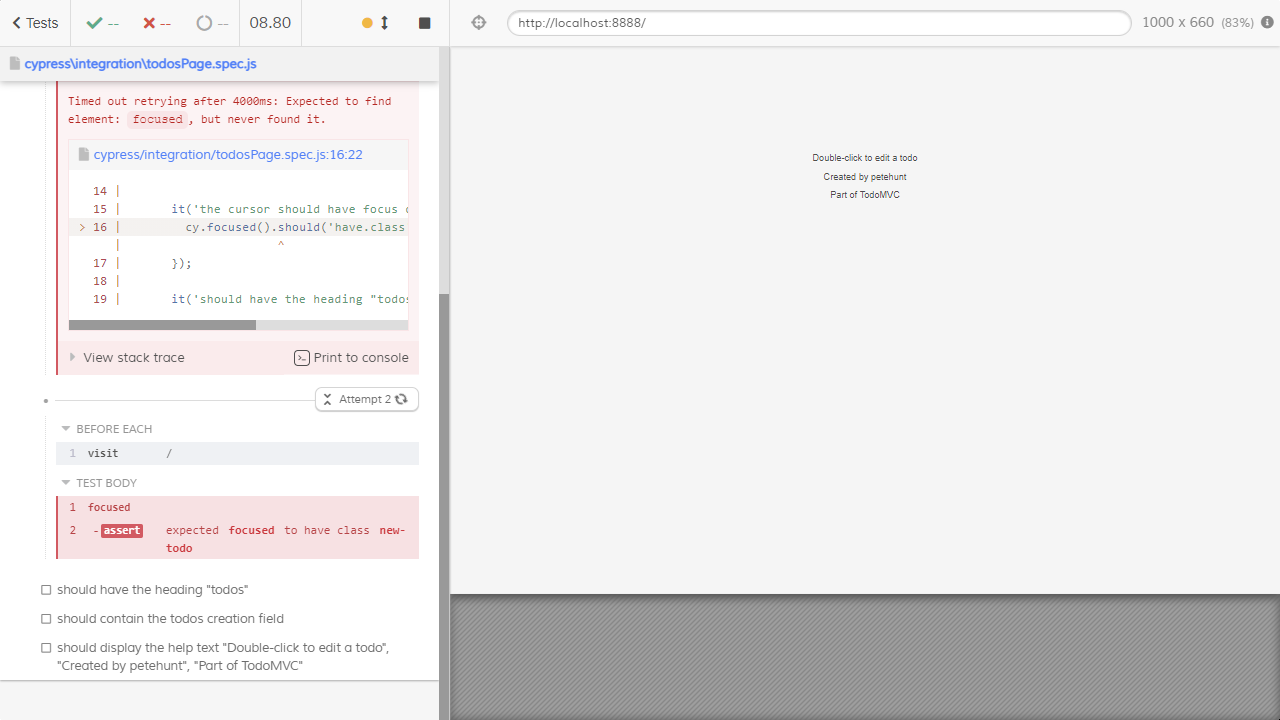 Tests -- -- -- 08.80
http://localhost:8888/ 1000 x 660 (83%)
cypress\integration\todosPage.spec.js
Timed out retrying after 4000ms: Expected to find
element: focused, but never found it.
cypress/integration/todosPage.spec.js:16:22
14 |
15 | it('the cursor should have focus
> 16 | cy.focused().should('have.class
| ^
17 | });
18 |
19 | it('should have the heading "todos
View stack trace Print to console
Attempt 2
BEFORE EACH
1 visit /
TEST BODY
1 focused
2 -assert expected focused to have class new-
todo
should have the heading "todos"
should contain the todos creation field
should display the help text "Double-click to edit a todo",
"Created by petehunt", "Part of TodoMVC"
Double-click to edit a todo
Created by petehunt
Part of TodoMVC